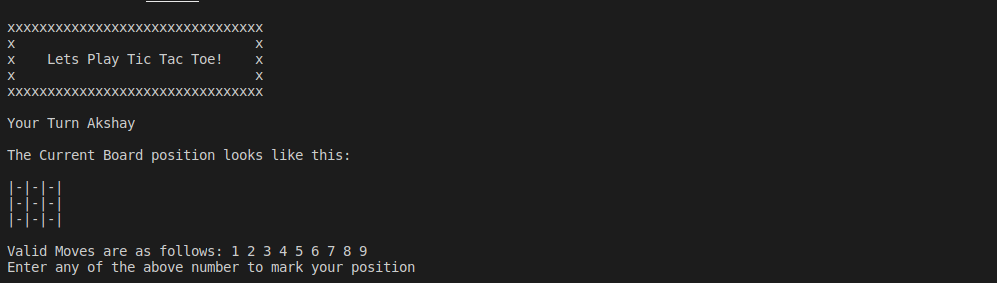 xxxxxxxxxxxxxxxxxxxxxxxxxxxxxxxx
x                              x
x    Lets Play Tic Tac Toe!    x
x                              x
xxxxxxxxxxxxxxxxxxxxxxxxxxxxxxxx
Your Turn Akshay
The Current Board position looks like this:
|-|-|-|
|-|-|-|
|-|-|-|
Valid Moves are as follows: 1 2 3 4 5 6 7 8 9
Enter any of the above number to mark your position